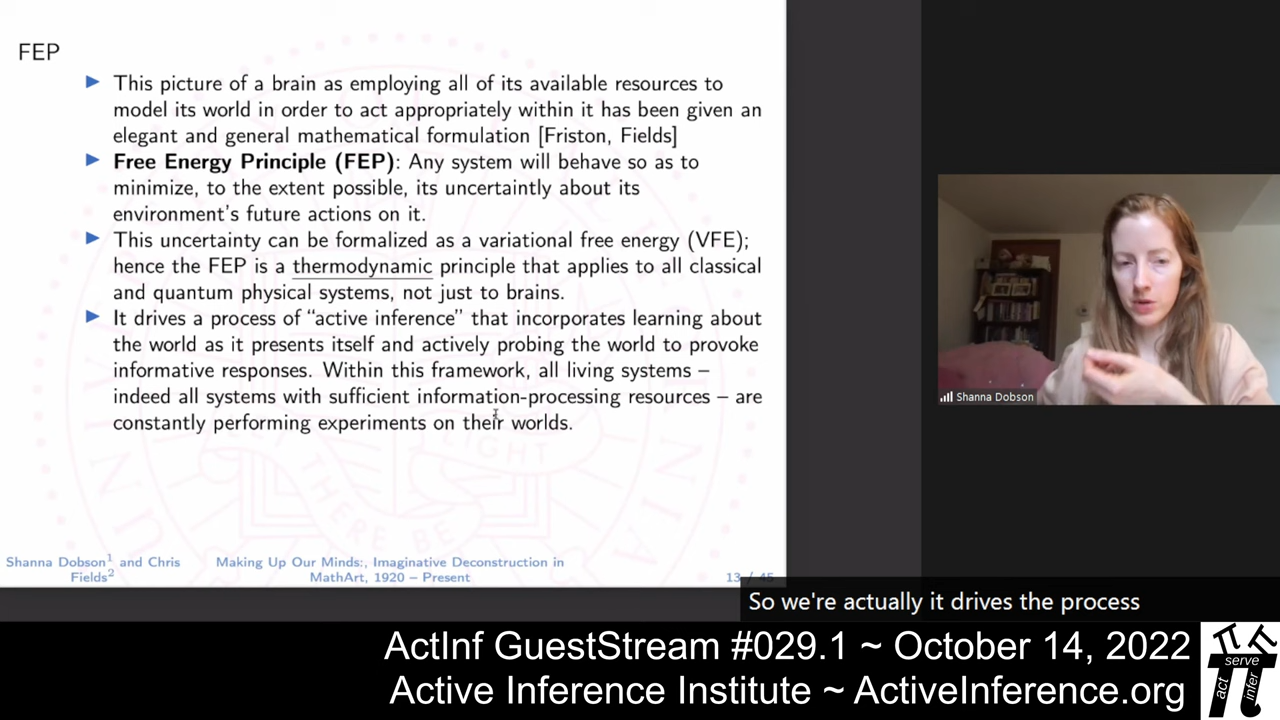 FEP
This picture of a brain as employing all of its available resources to
model its world in order to act appropriately within it has been given an
elegant and general mathematical formulation [Friston, Fields]
Free Energy Principle (FEP): Any system will behave so as to
minimize, to the extent possible, its uncertainly about its
environment's future actions on it.
This uncertainty can be formalized as a variational free energy (VFE);
hence the FEP is a thermodynamic principle that applies to all classical
and quantum physical systems, not just to brains.
It drives a process of “active inference” that incorporates learning about
the world as it presents itself and actively probing the world to provoke
informative responses. Within this framework, all living systems –
indeed all systems with sufficient information-processing resources – are
constantly performing experiments on their worlds.
LIGHT
THERE BE
Shanna Dobson
Shanna Dobson¹ and Chris
Fields²
Making Up Our Minds:, Imaginative Deconstruction in
MathArt, 1920 – Present
13 / 45
So we're actually it drives the process
ActInf GuestStream #029.1 ~ October 14, 2022
Active Inference Institute ~ ActiveInference.org
serve
act
infer